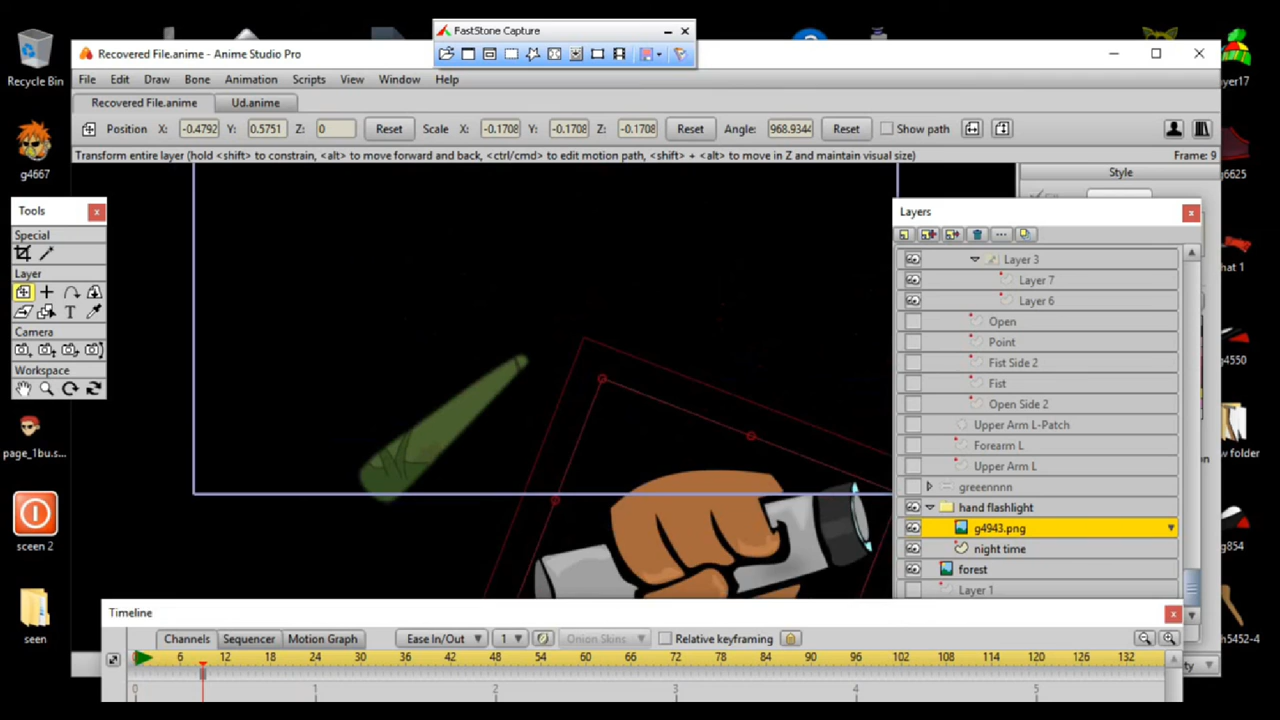 FastStone Capture
Recovered File.anime - Anime Studio Pro
Recycle Bin
File Edit Draw Bone Animation Scripts View Window Help
Recovered File.anime Ud.anime
Position X: -0.4792 Y: 0.5751 Z: 0 Reset Scale X: -0.1708 Y: -0.1708 Z: -0.1708 Reset Angle: 968.9344 Reset Show path
Transform entire layer (hold <shift> to constrain, <alt> to move forward and back, <ctrl/cmd> to edit motion path, <shift> + <alt> to move in Z and maintain visual size) Frame: 9
Style
g4667
Tools
Special
Layer
Camera
Workspace
page_1bu.s...
sceen 2
seen
Layers
Layer 3
Layer 7
Layer 6
Open
Point
Fist Side 2
Fist
Open Side 2
Upper Arm L-Patch
Forearm L
Upper Arm L
greeennnn
hand flashlight
g4943.png
night time
forest
Layer 1
yer17
g6625
hat 1
g4550
w folder
g854
h5452-4
Timeline
Channels Sequencer Motion Graph Ease In/Out 1 Onion Skins Relative keyframing
6 12 18 24 30 36 42 48 54 60 66 72 78 84 90 96 102 108 114 120 126 132
0 1 2 3 4 5